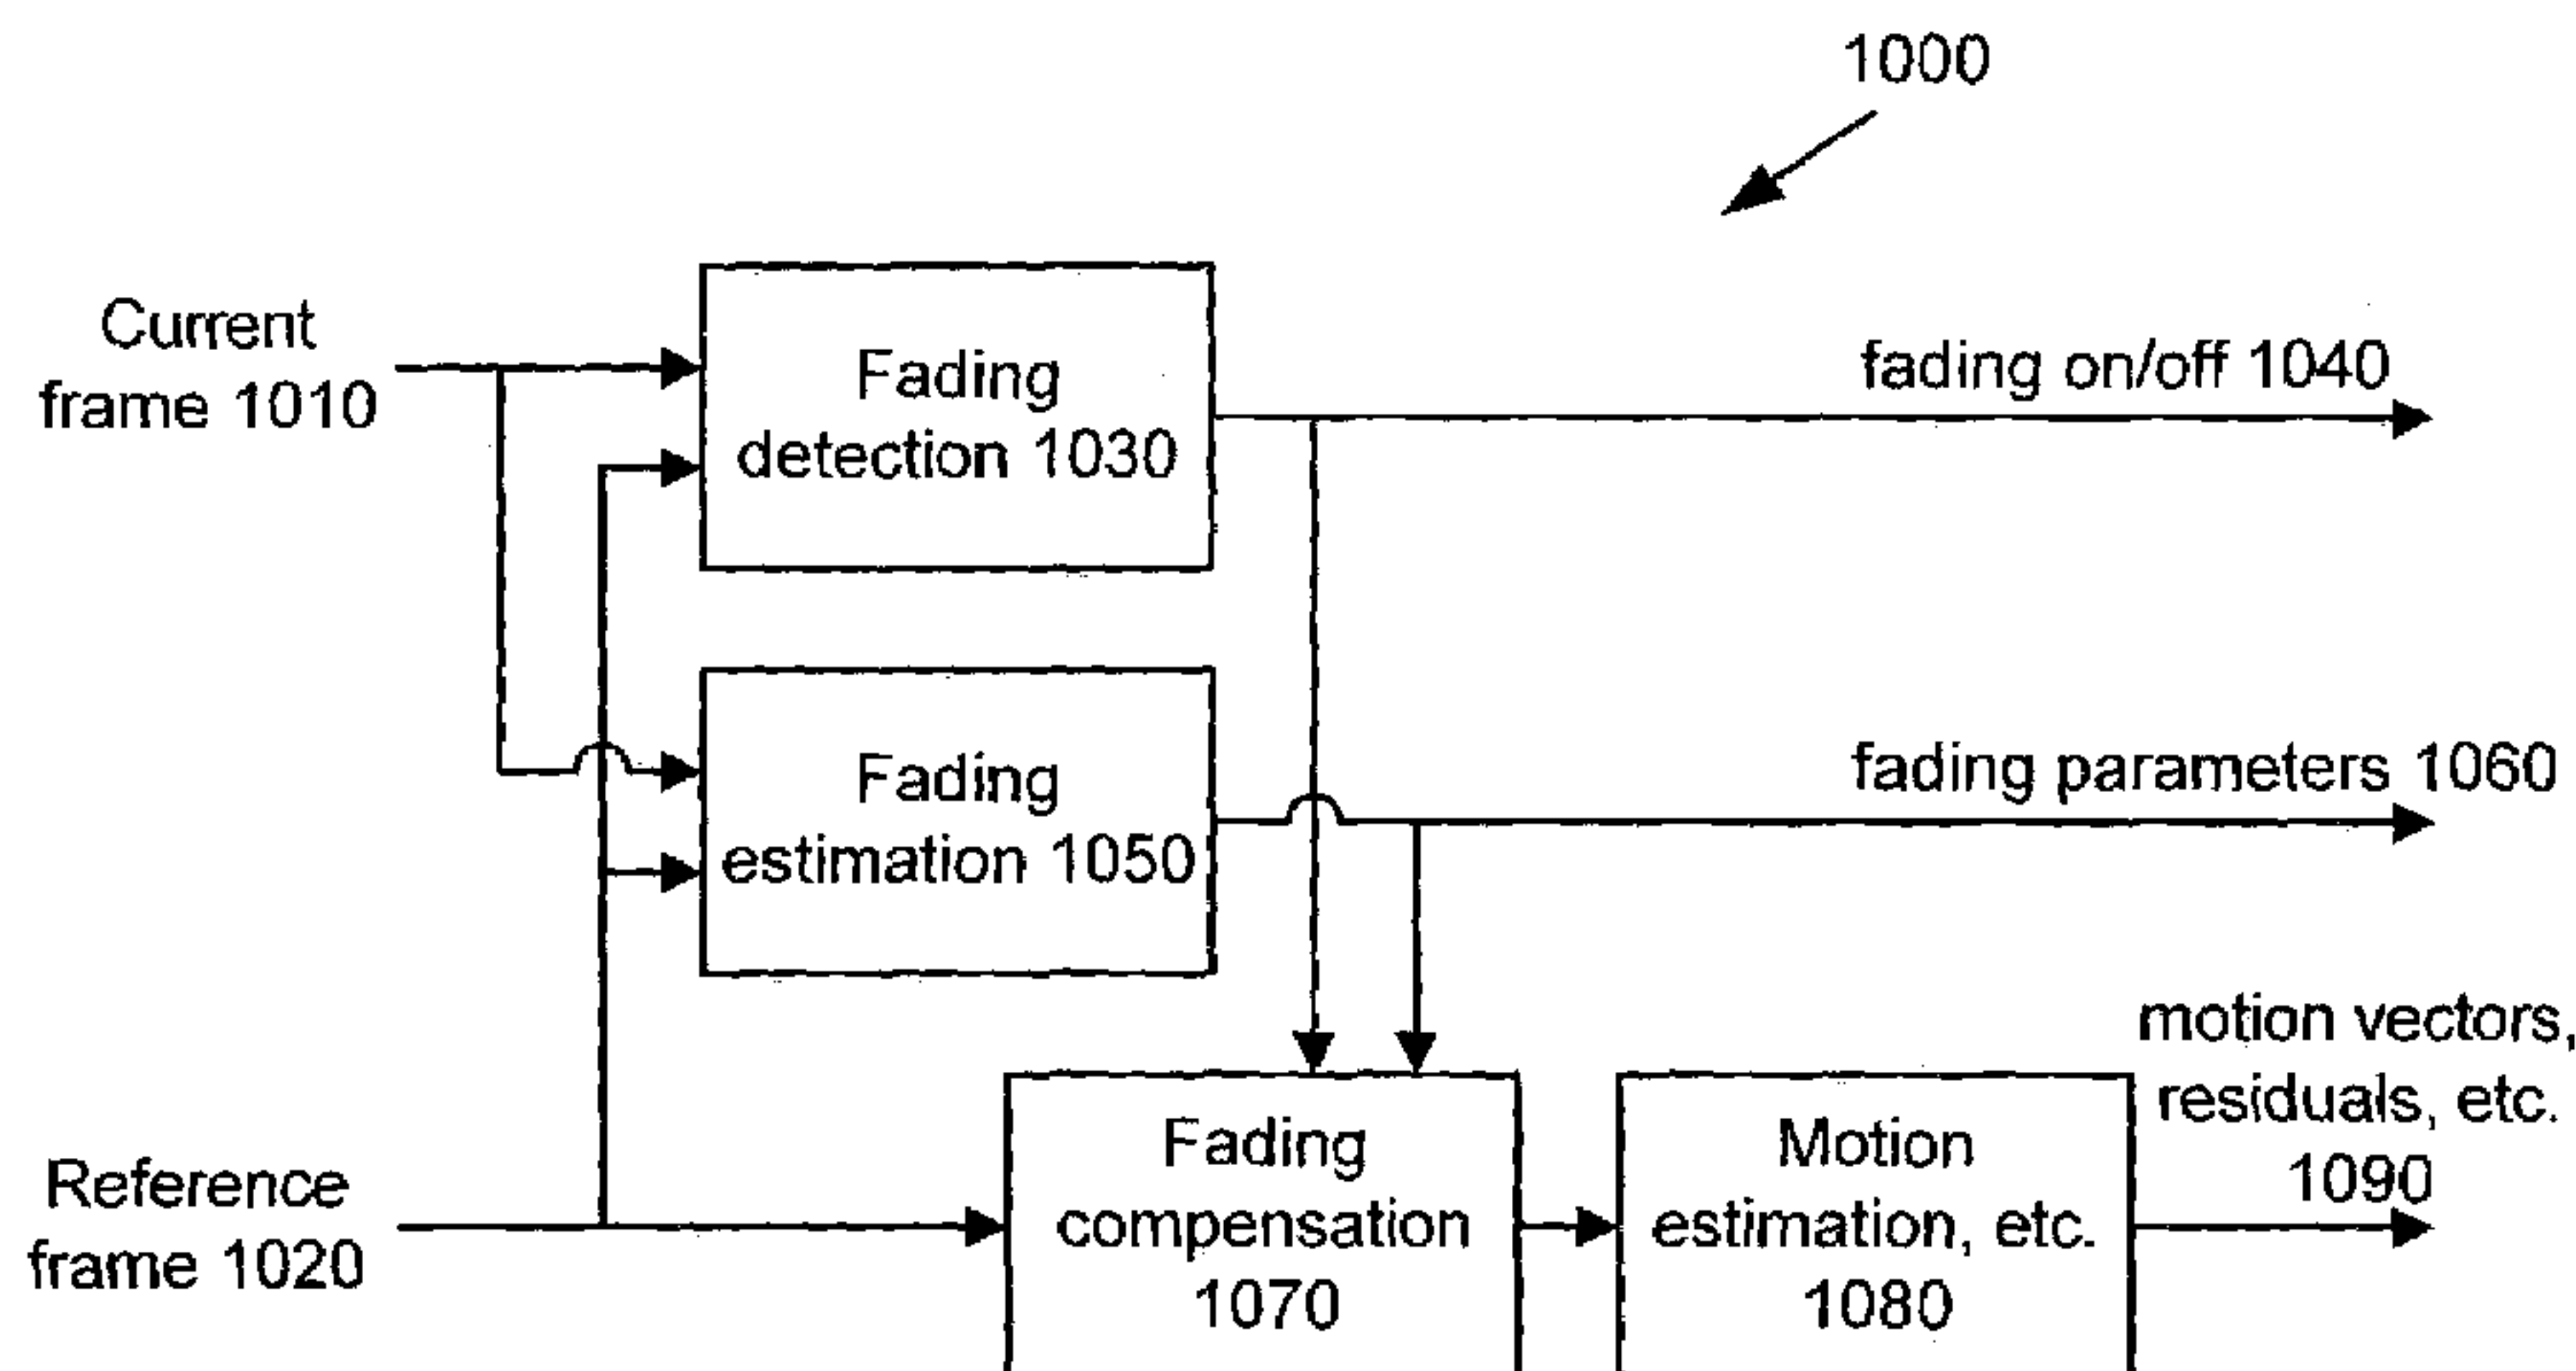 1000
Current
frame 1010
Fading
detection 1030
fading on/off 1040
Fading
estimation 1050
fading parameters 1060
Reference
frame 1020
Fading
compensation
1070
Motion
estimation, etc.
1080
motion vectors,
residuals, etc.
1090